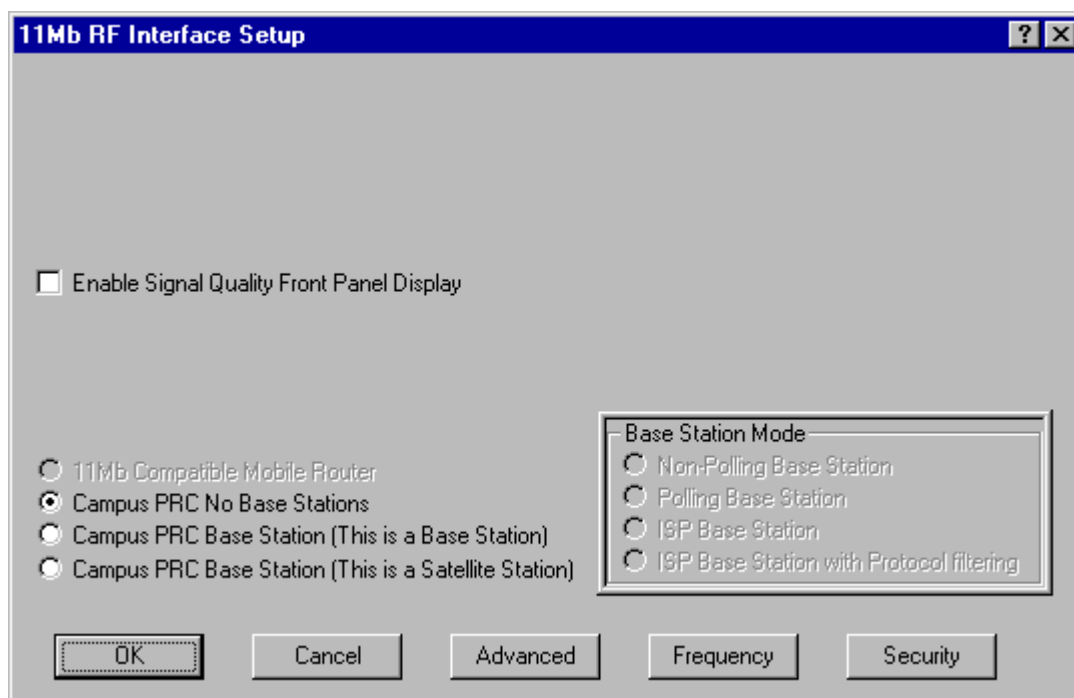 11Mb RF Interface Setup
Enable Signal Quality Front Panel Display
11Mb Compatible Mobile Router
Campus PRC No Base Stations
Campus PRC Base Station (This is a Base Station)
Campus PRC Base Station (This is a Satellite Station)
Base Station Mode
Non-Polling Base Station
Polling Base Station
ISP Base Station
ISP Base Station with Protocol filtering
OK
Cancel
Advanced
Frequency
Security